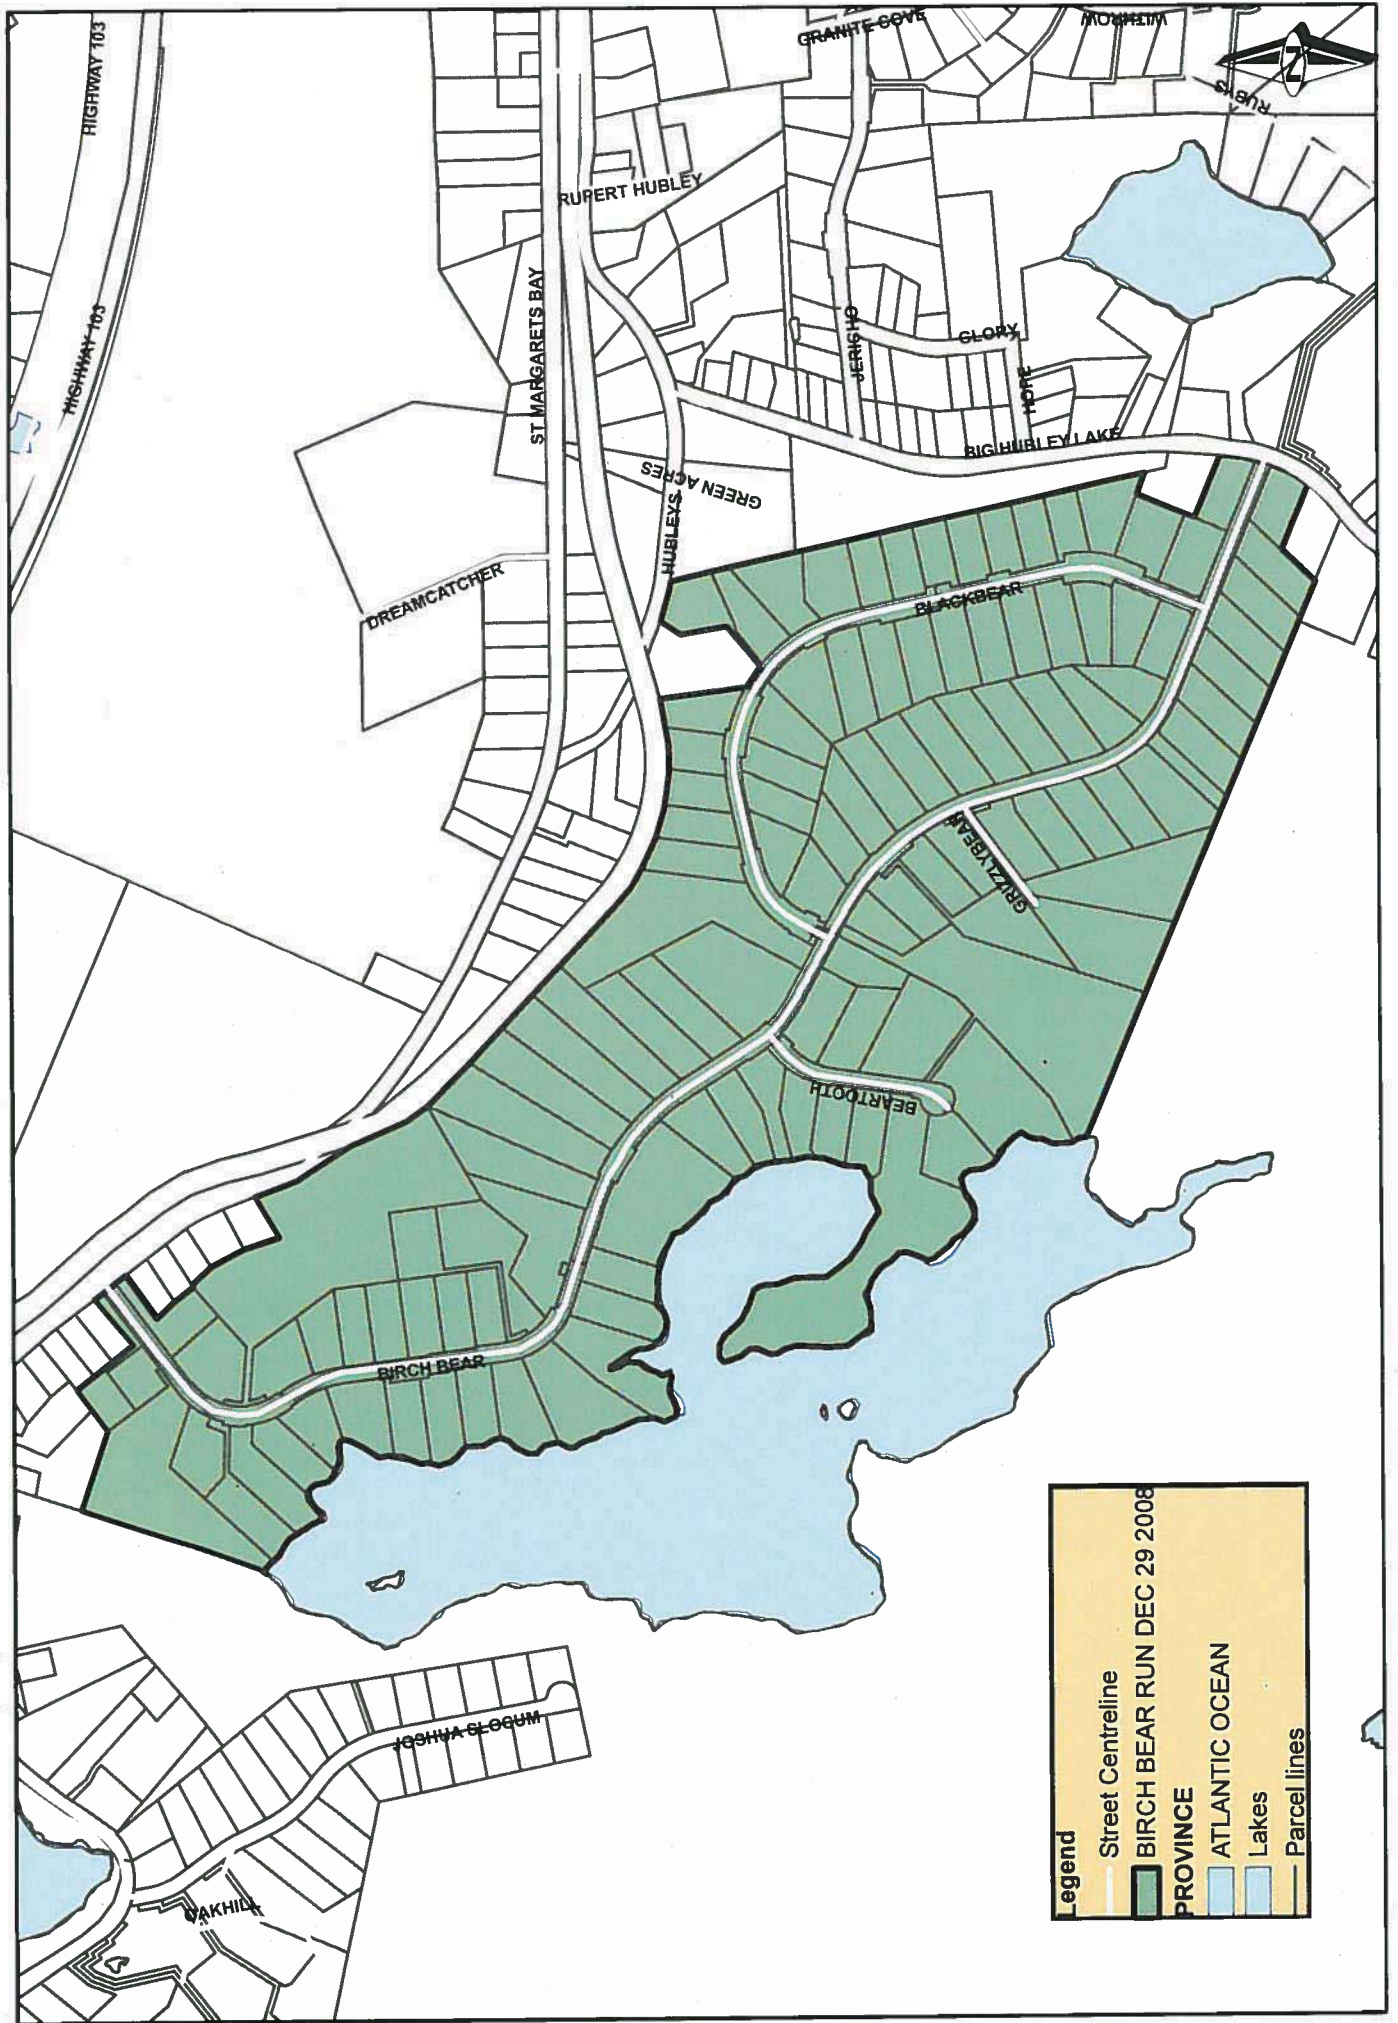 HIGHWAY 103
HIGHWAY 103
GRANITE COVE
WITHROW
RUBYS
N
RUPERT HUBLEY
ST MARGARETS BAY
JERICHO
GLORY
HOPE
BIG HUBLEY LAKE
GREEN ACRES
HUBLEYS
DREAMCATCHER
BLACKBEAR
GRIZZLYBEAR
BEARTOOTH
BIRCH BEAR
JOSHUA SLOCUM
OAKHILL
Legend
Street Centreline
BIRCH BEAR RUN DEC 29 2008
PROVINCE
ATLANTIC OCEAN
Lakes
Parcel lines